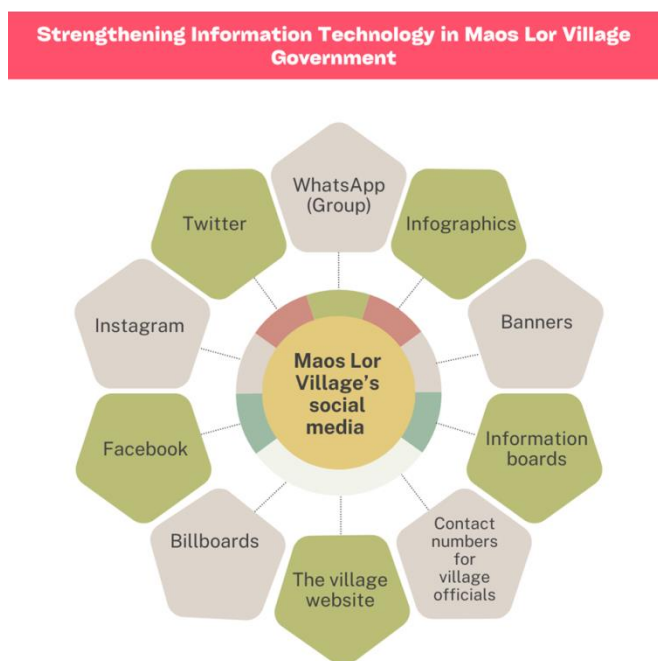 Strengthening Information Technology in Maos Lor Village
Government
WhatsApp
(Group)
Twitter
Infographics
Instagram
Banners
Maos Lor
Village’s
social
media
Facebook
Information
boards
Billboards
Contact
numbers
for
village
officials
The village
website